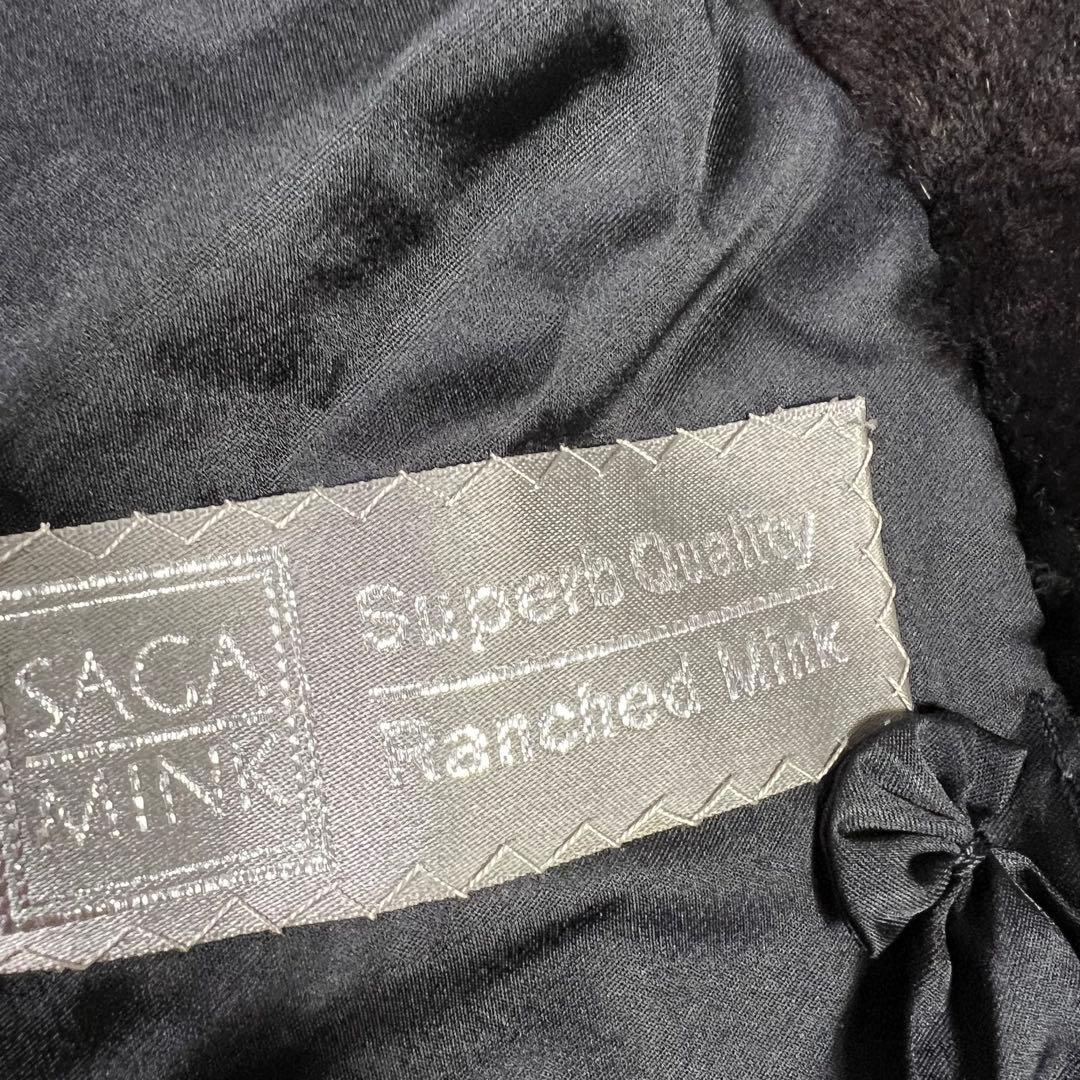 SAGA
MINK
Superb Quality
Ranched Mink